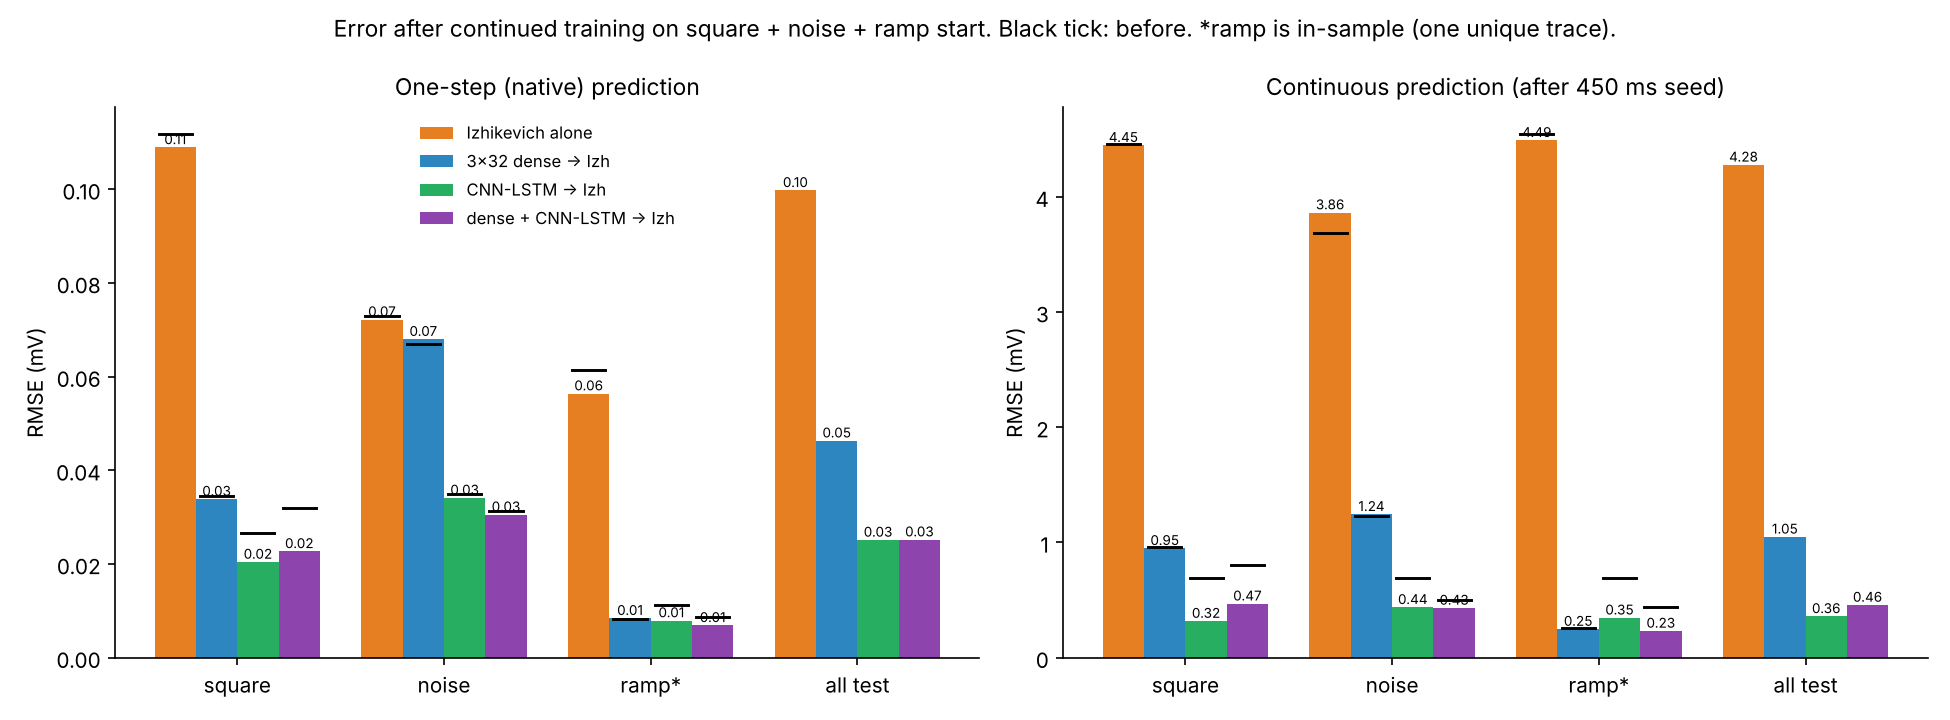 Error after continued training on square + noise + ramp start. Black tick: before. *ramp is in-sample (one unique trace).
One-step (native) prediction
RMSE (mV)
0.10
0.08
0.06
0.04
0.02
0.00
Izhikevich alone
3×32 dense → Izh
CNN-LSTM → Izh
dense + CNN-LSTM → Izh
0.11
0.03
0.02
0.02
0.07
0.07
0.03
0.03
0.06
0.01
0.01
0.01
0.10
0.05
0.03
0.03
square
noise
ramp*
all test
Continuous prediction (after 450 ms seed)
RMSE (mV)
4
3
2
1
0
4.45
0.95
0.32
0.47
3.86
1.24
0.44
0.43
4.49
0.25
0.35
0.23
4.28
1.05
0.36
0.46
square
noise
ramp*
all test